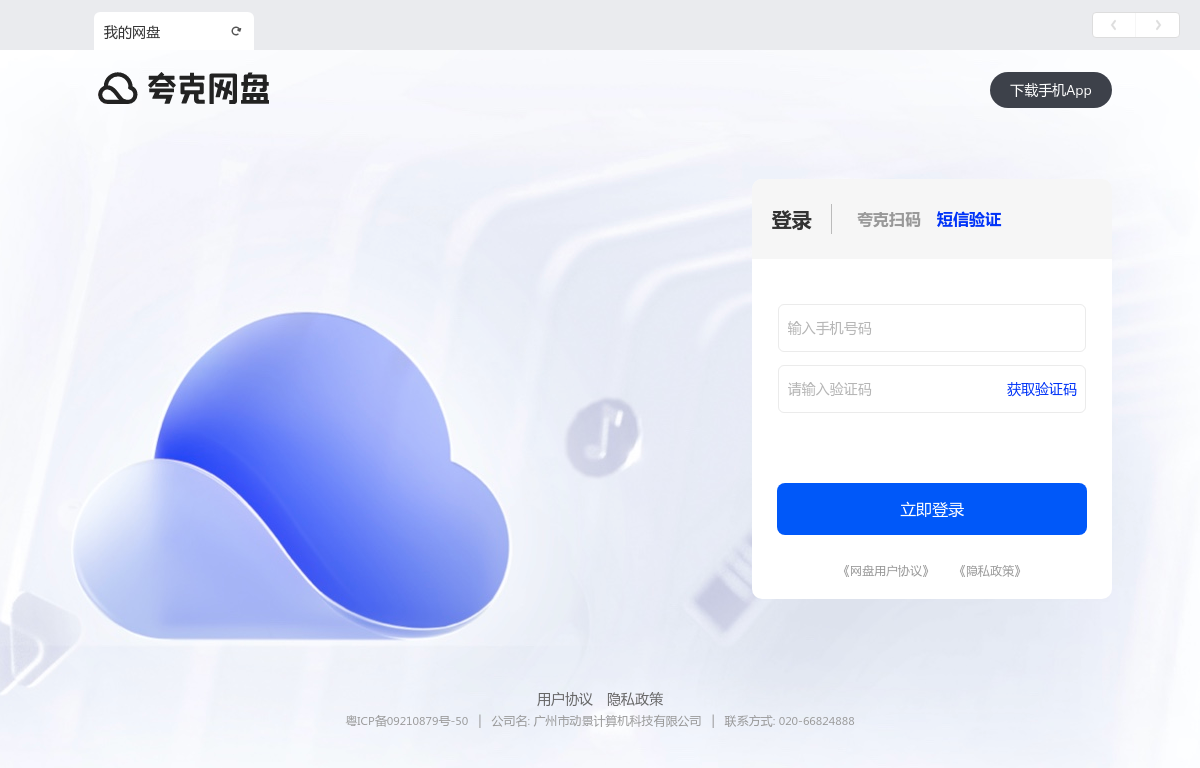 我的网盘
夸克网盘
下载手机App
登录
夸克扫码 短信验证
输入手机号码
请输入验证码 获取验证码
立即登录
《网盘用户协议》 《隐私政策》
用户协议 隐私政策
粤ICP备09210879号-50 | 公司名: 广州市动景计算机科技有限公司 | 联系方式: 020-66824888